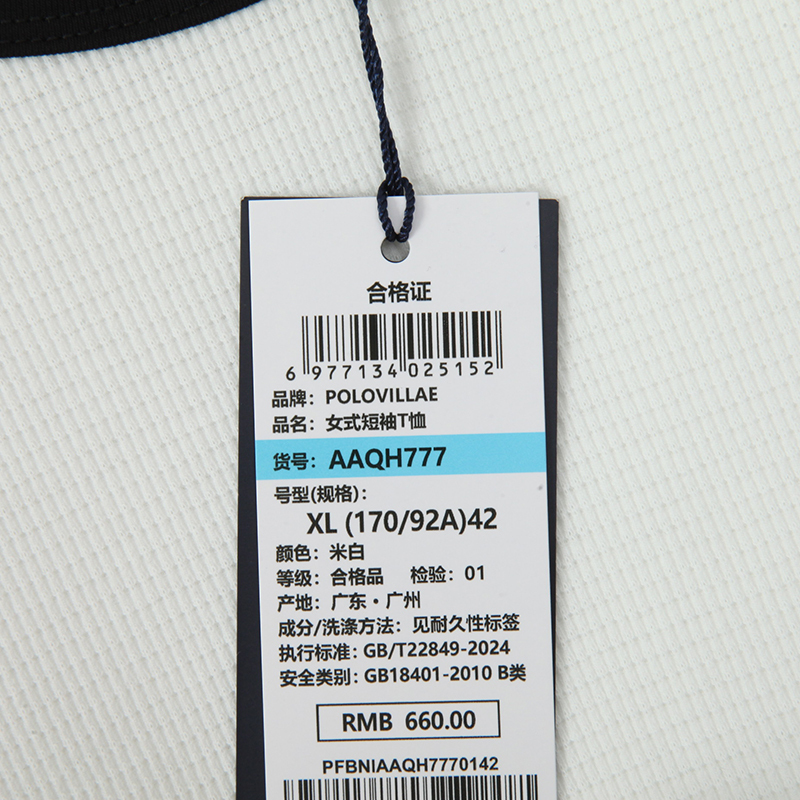 合格证
6 977134 025152
品牌：POLOVILLAE
品名：女式短袖T恤
货号：AAQH777
号型(规格)：
XL (170/92A)42
颜色：米白
等级：合格品 检验：01
产地：广东·广州
成分/洗涤方法：见耐久性标签
执行标准：GB/T22849-2024
安全类别：GB18401-2010 B类
RMB 660.00
PFBNIAAQH7770142